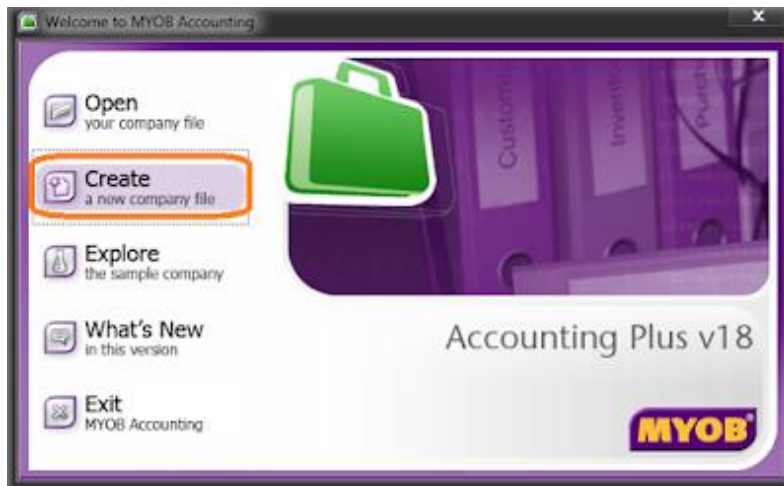 Welcome to MYOB Accounting
Open
your company file
Create
a new company file
Explore
the sample company
What's New
in this version
Exit
MYOB Accounting
Inventory
Accounting Plus v18
MYOB